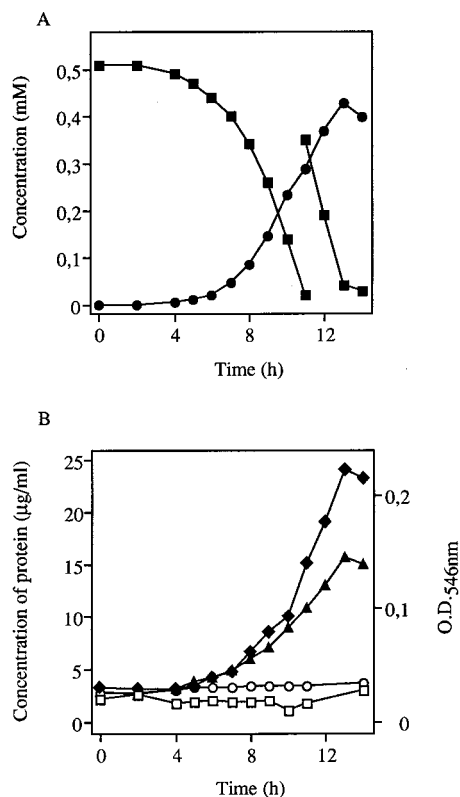 A
Concentration (mM)
0,5
0,4
0,3
0,2
0,1
0
0 4 8 12
Time (h)
B
Concentration of protein (µg/ml)
25
20
15
10
5
0
0,2
0,1
0
O.D.546nm
0 4 8 12
Time (h)